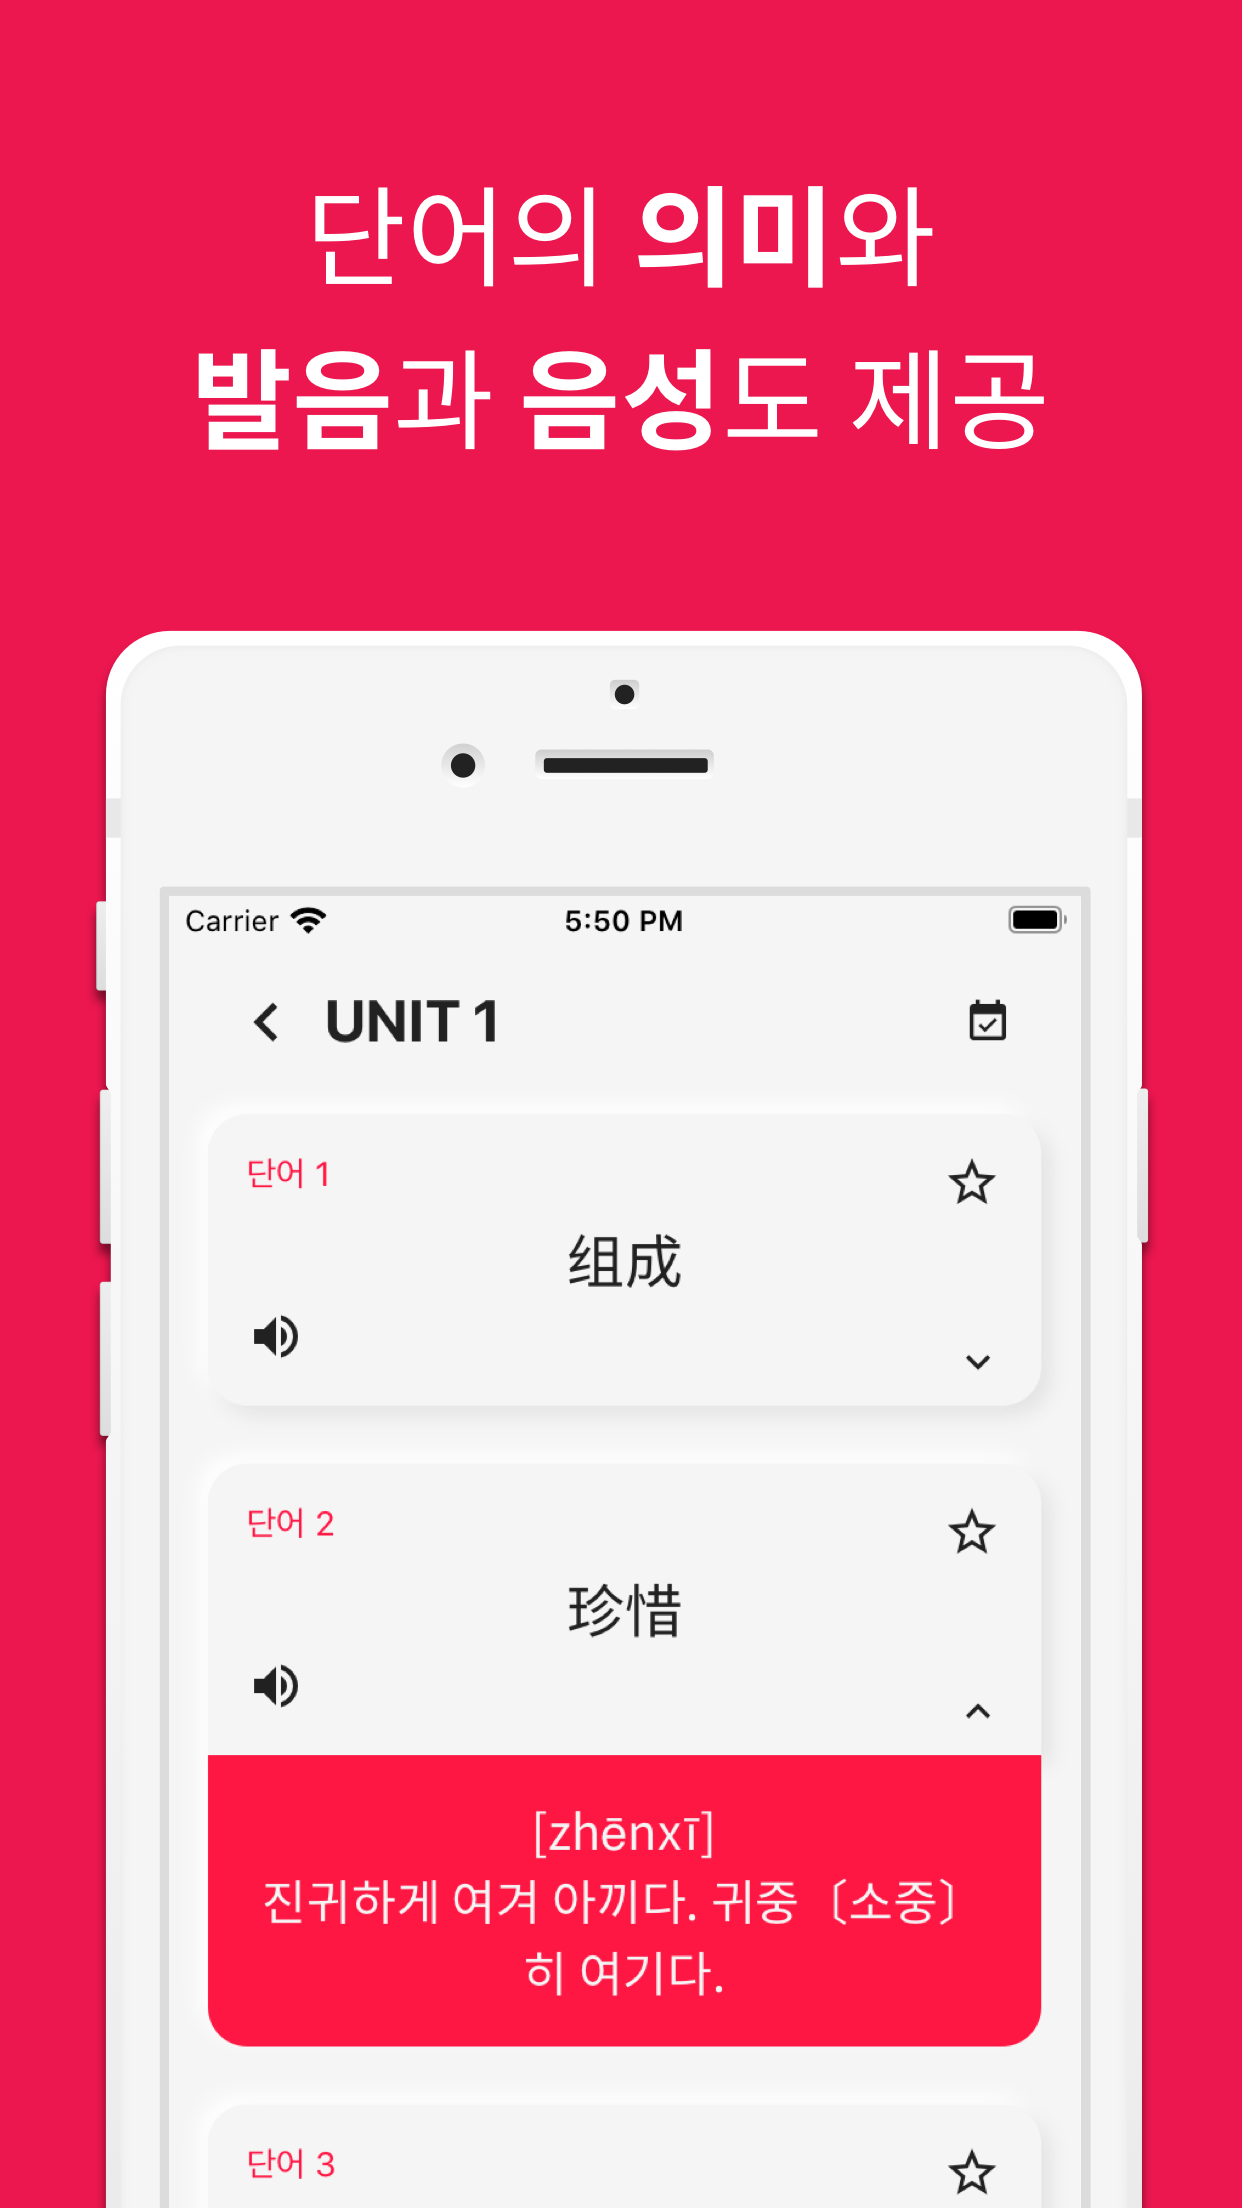 단어의 의미와
발음과 음성도 제공
Carrier 5:50 PM
UNIT 1
단어 1
组成
단어 2
珍惜
[zhēnxī]
진귀하게 여겨 아끼다. 귀중〔소중〕
히 여기다.
단어 3